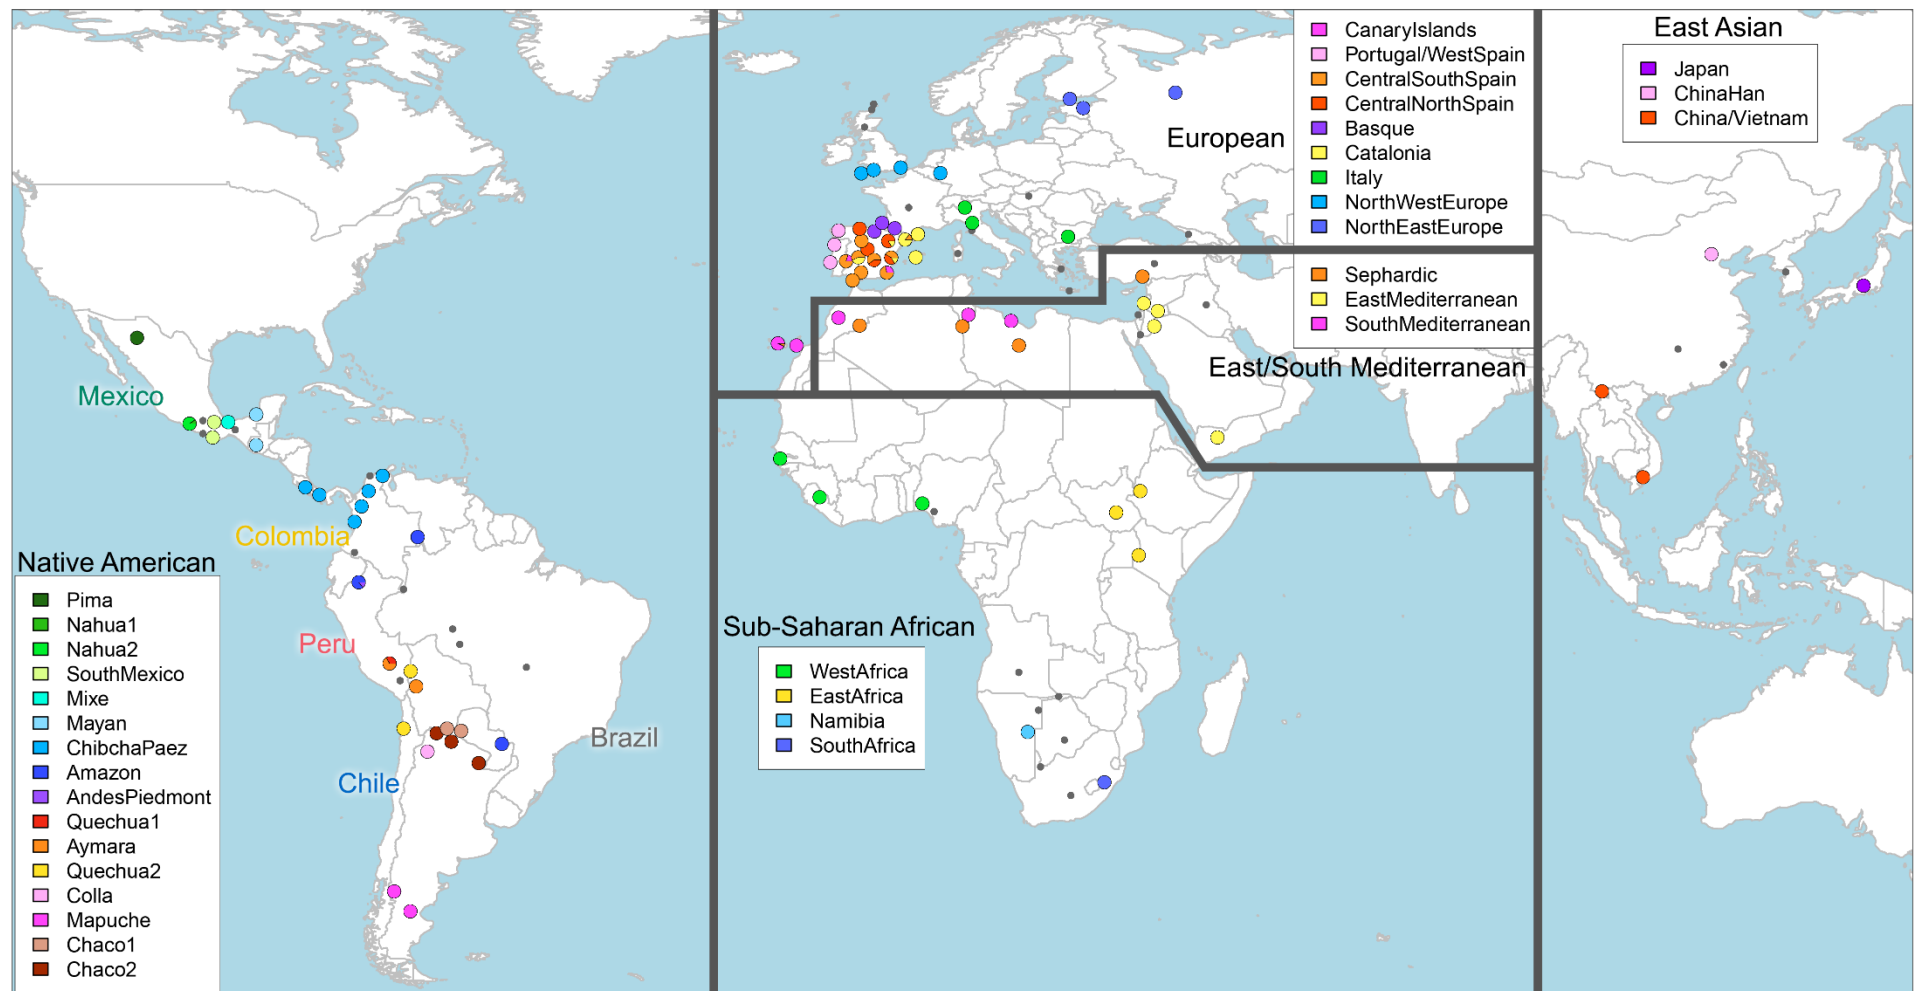 Mexico
Colombia
Peru
Brazil
Chile
Native American
Pima
Nahua1
Nahua2
SouthMexico
Mixe
Mayan
ChibchaPaez
Amazon
AndesPiedmont
Quechua1
Aymara
Quechua2
Colla
Mapuche
Chaco1
Chaco2
European
CanaryIslands
Portugal/WestSpain
CentralSouthSpain
CentralNorthSpain
Basque
Catalonia
Italy
NorthWestEurope
NorthEastEurope
Sephardic
EastMediterranean
SouthMediterranean
East/South Mediterranean
Sub-Saharan African
WestAfrica
EastAfrica
Namibia
SouthAfrica
East Asian
Japan
ChinaHan
China/Vietnam